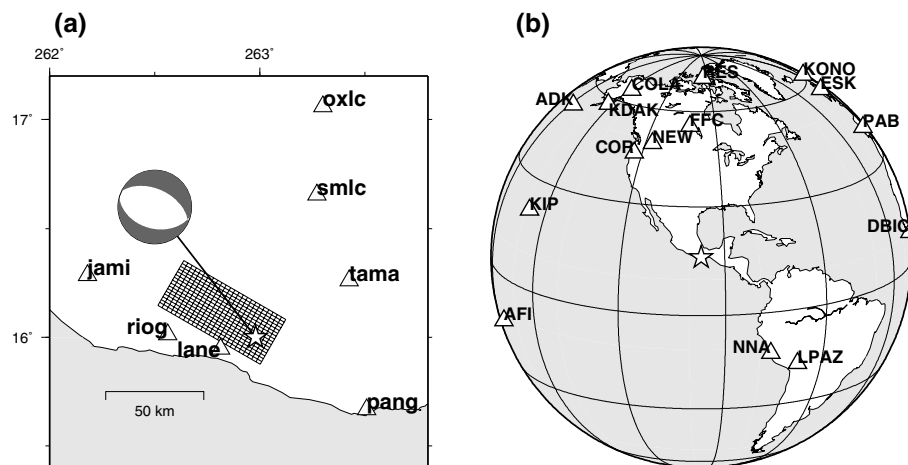 (a)
262°
263°
17°
16°
oxlc
smlc
jami
tama
riog
lane
50 km
pang
(b)
RES
KONO
COLA
ESK
ADK
KDAK
FFC
PAB
COR
NEW
KIP
DBIC
AFI
NNA
LPAZ